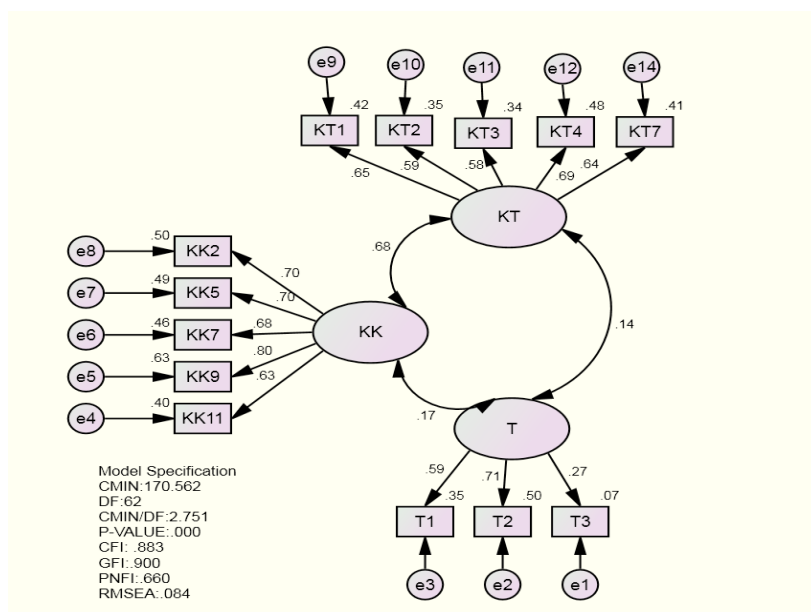 e9 e10 e11 e12 e14
.42 .35 .34 .48 .41
KT1 KT2 KT3 KT4 KT7
.65 .59 .58 .69 .64
KT
.68
e8 .50 KK2
.70
e7 .49 KK5
.70
e6 .46 KK7 .68
KK
e5 .63 KK9 .80
e4 .40 KK11 .63
.14
.17
T
.59 .71 .27
.35 .50 .07
T1 T2 T3
e3 e2 e1
Model Specification
CMIN:170.562
DF:62
CMIN/DF:2.751
P-VALUE:.000
CFI: .883
GFI:.900
PNFI:.660
RMSEA:.084